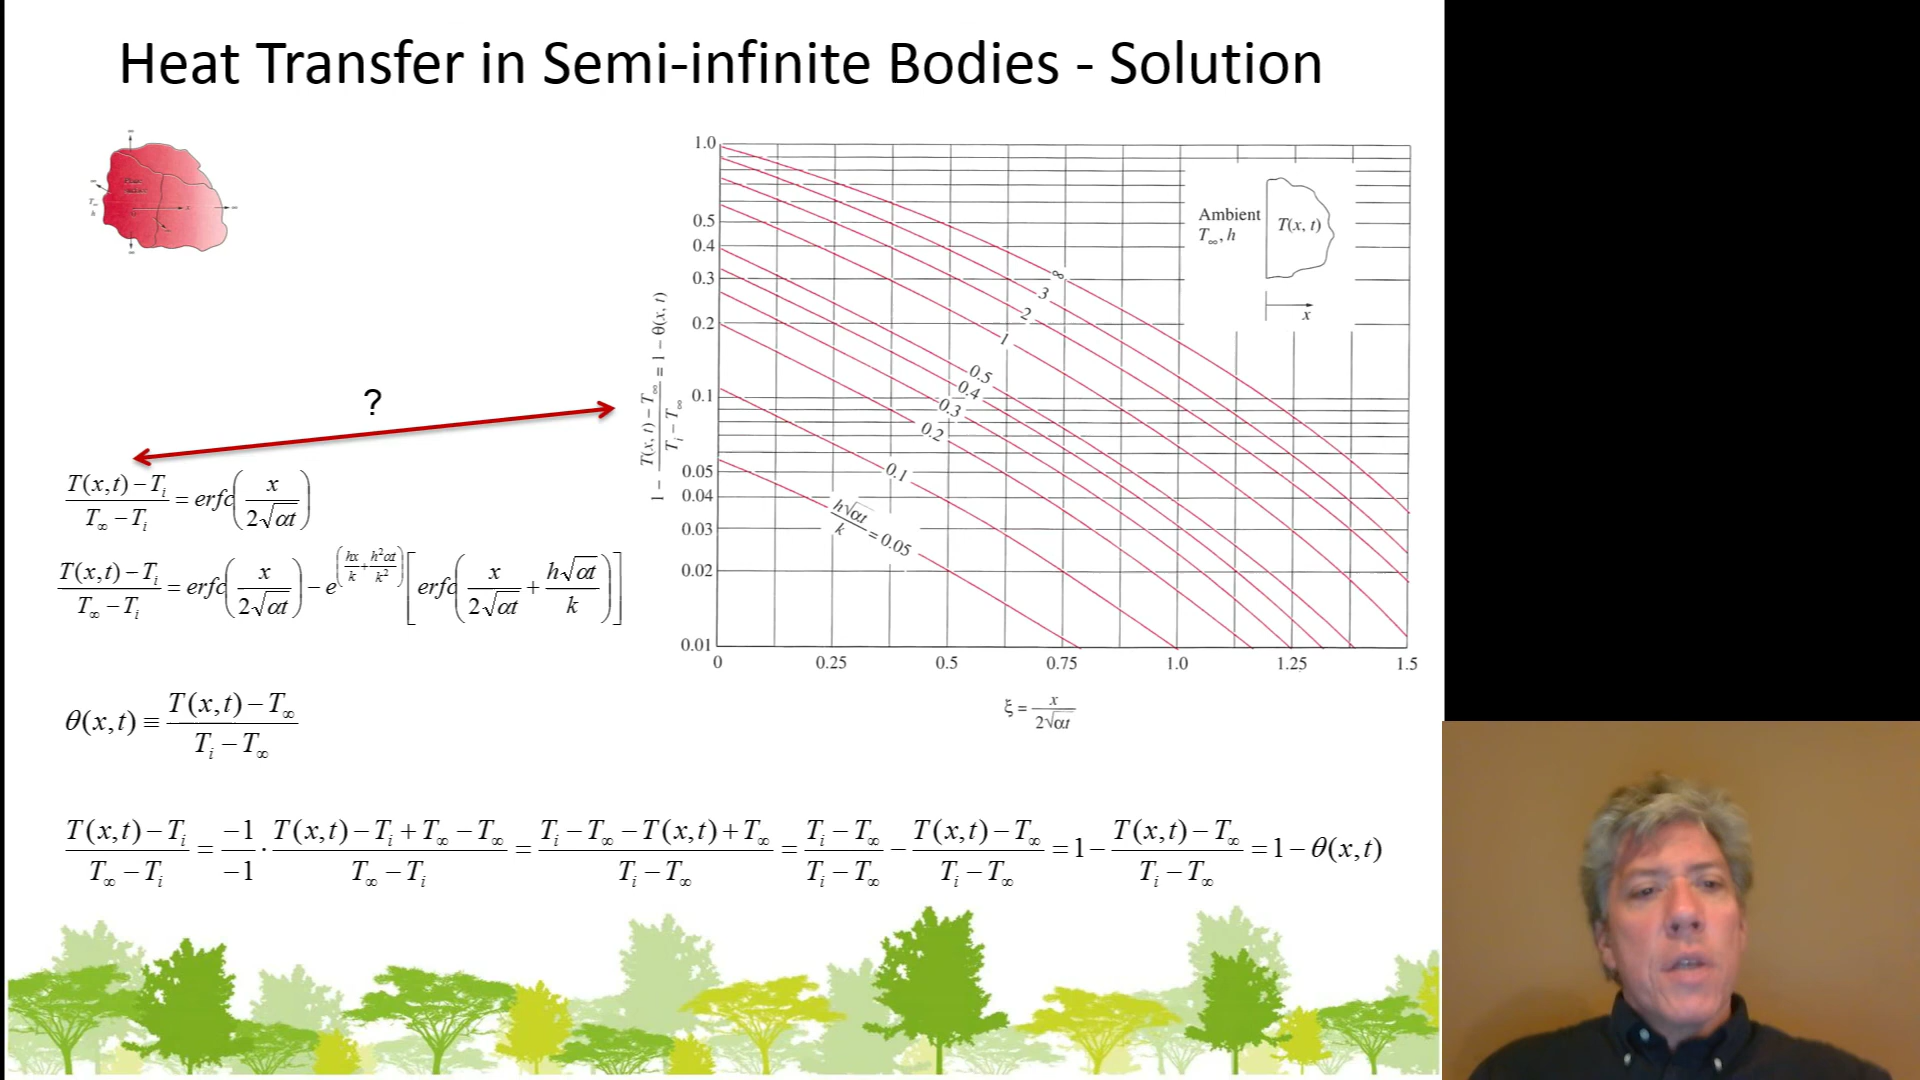 Heat Transfer in Semi-infinite Bodies - Solution
T∞
h
x
?
T(x,t) − Tᵢ / T∞ − Tᵢ = erfc( x / 2√αt )
T(x,t) − Tᵢ / T∞ − Tᵢ = erfc( x / 2√αt ) − e^( hx/k + h²αt/k² ) [ erfc( x / 2√αt + h√αt / k ) ]
θ(x,t) ≡ T(x,t) − T∞ / Tᵢ − T∞
T(x,t) − Tᵢ / T∞ − Tᵢ = −1/−1 · T(x,t) − Tᵢ + T∞ − T∞ / T∞ − Tᵢ = Tᵢ − T∞ − T(x,t) + T∞ / Tᵢ − T∞ = Tᵢ − T∞ / Tᵢ − T∞ − T(x,t) − T∞ / Tᵢ − T∞ = 1 − T(x,t) − T∞ / Tᵢ − T∞ = 1 − θ(x,t)
1 − T(x, t) − T∞ / Tᵢ − T∞ = 1 − θ(x, t)
1.0
0.5
0.4
0.3
0.2
0.1
0.05
0.04
0.03
0.02
0.01
0 0.25 0.5 0.75 1.0 1.25 1.5
ξ = x / 2√αt
∞
3
2
1
0.5
0.4
0.3
0.2
0.1
h√αt / k = 0.05
Ambient
T∞, h
T(x, t)
x